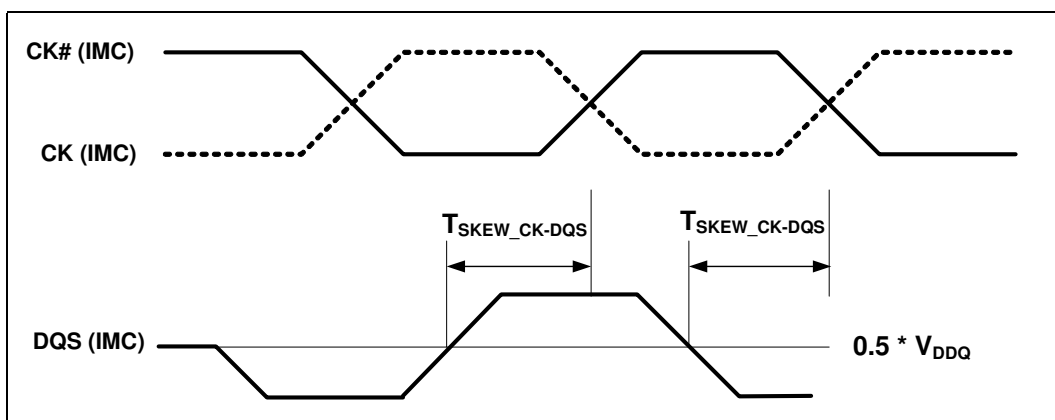 CK# (IMC)
CK (IMC)
TSKEW_CK-DQS TSKEW_CK-DQS
DQS (IMC)
0.5 * VDDQ